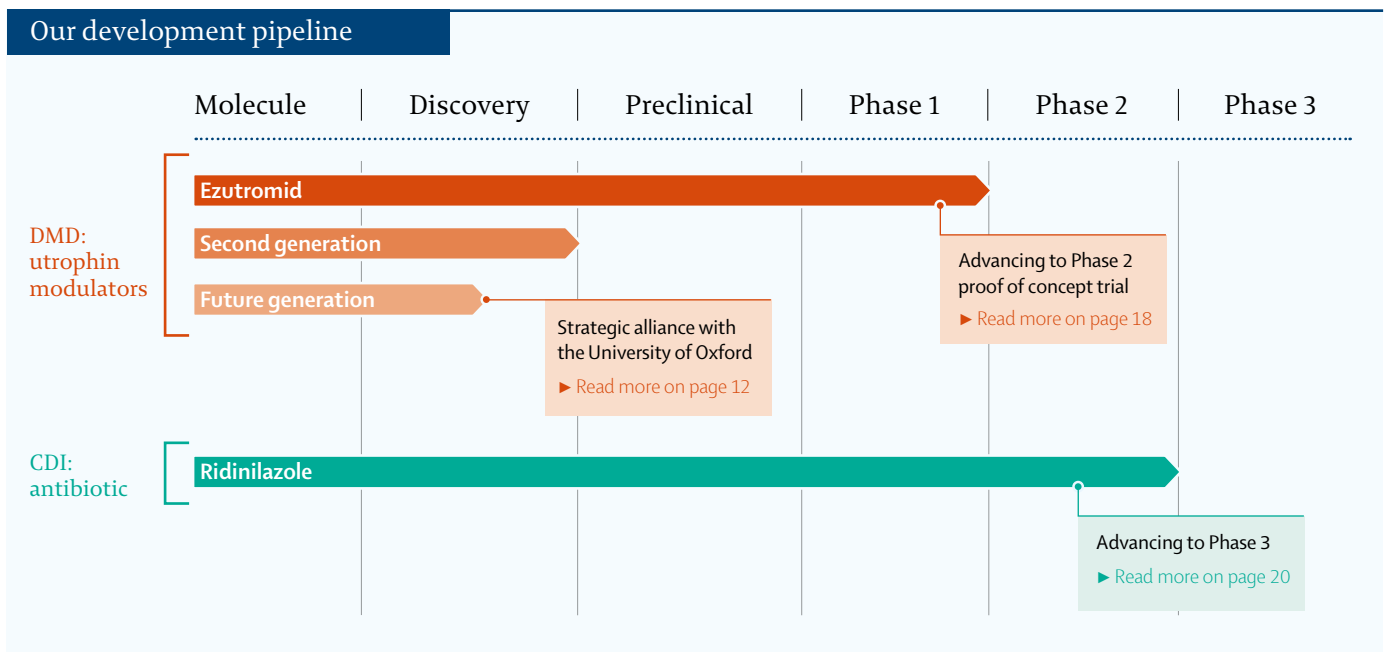 Our development pipeline
Molecule Discovery Preclinical Phase 1 Phase 2 Phase 3
DMD:
utrophin
modulators
Ezutromid
Second generation
Future generation
Advancing to Phase 2
proof of concept trial
► Read more on page 18
Strategic alliance with
the University of Oxford
► Read more on page 12
CDI:
antibiotic
Ridinilazole
Advancing to Phase 3
► Read more on page 20